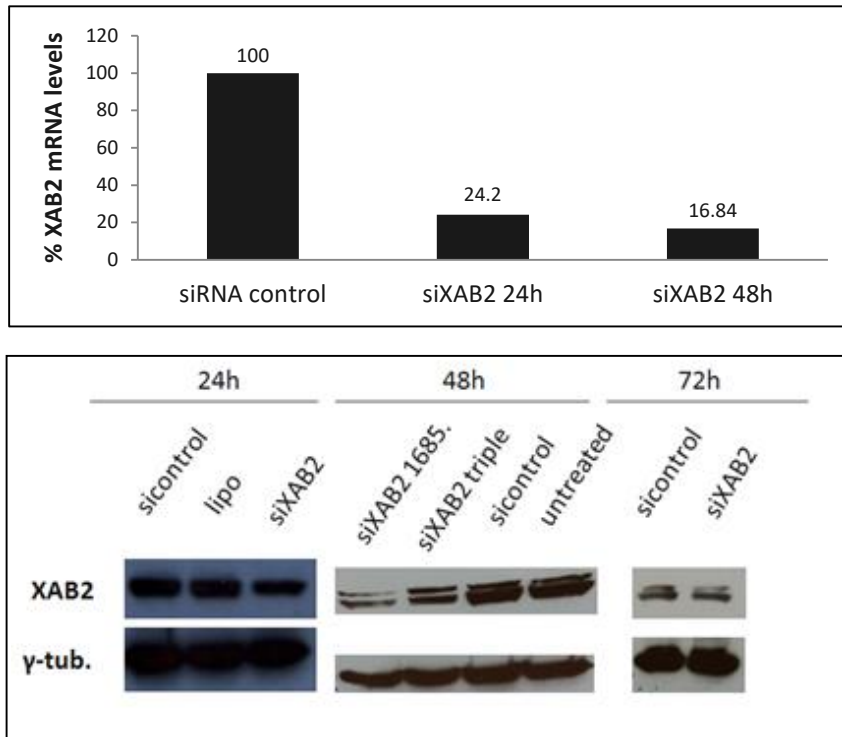 % XAB2 mRNA levels
120
100
80
60
40
20
0
100
24.2
16.84
siRNA control
siXAB2 24h
siXAB2 48h
24h
48h
72h
sicontrol
lipo
siXAB2
siXAB2 1685.
siXAB2 triple
sicontrol
untreated
sicontrol
siXAB2
XAB2
γ-tub.